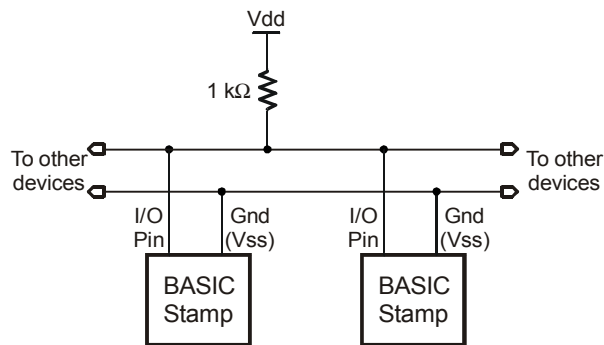 Vdd
1 kΩ
To other
devices
To other
devices
I/O
Pin
Gnd
(Vss)
I/O
Pin
Gnd
(Vss)
BASIC
Stamp
BASIC
Stamp